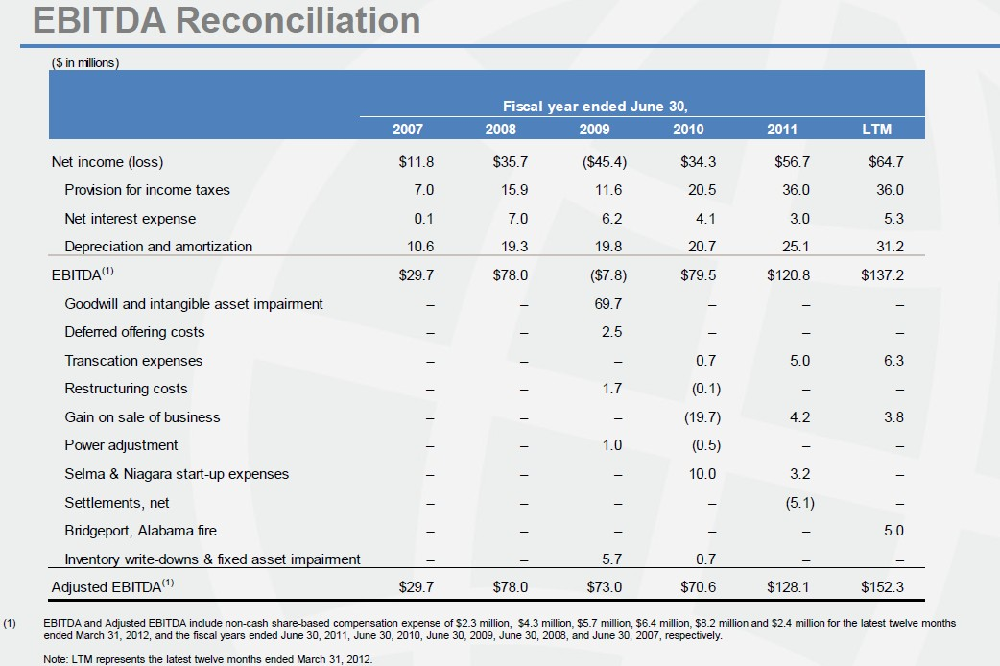 EBITDA Reconciliation
($ in millions)
Fiscal year ended June 30,
2007 2008 2009 2010 2011 LTM
Net income (loss) $11.8 $35.7 ($45.4) $34.3 $56.7 $64.7
Provision for income taxes 7.0 15.9 11.6 20.5 36.0 36.0
Net interest expense 0.1 7.0 6.2 4.1 3.0 5.3
Depreciation and amortization 10.6 19.3 19.8 20.7 25.1 31.2
EBITDA(1) $29.7 $78.0 ($7.8) $79.5 $120.8 $137.2
Goodwill and intangible asset impairment – – 69.7 – – –
Deferred offering costs – – 2.5 – – –
Transcation expenses – – – 0.7 5.0 6.3
Restructuring costs – – 1.7 (0.1) – –
Gain on sale of business – – – (19.7) 4.2 3.8
Power adjustment – – 1.0 (0.5) – –
Selma & Niagara start-up expenses – – – 10.0 3.2 –
Settlements, net – – – – (5.1) –
Bridgeport, Alabama fire – – – – – 5.0
Inventory write-downs & fixed asset impairment – – 5.7 0.7 – –
Adjusted EBITDA(1) $29.7 $78.0 $73.0 $70.6 $128.1 $152.3
(1) EBITDA and Adjusted EBITDA include non-cash share-based compensation expense of $2.3 million, $4.3 million, $5.7 million, $6.4 million, $8.2 million and $2.4 million for the latest twelve months
ended March 31, 2012, and the fiscal years ended June 30, 2011, June 30, 2010, June 30, 2009, June 30, 2008, and June 30, 2007, respectively.
Note: LTM represents the latest twelve months ended March 31, 2012.